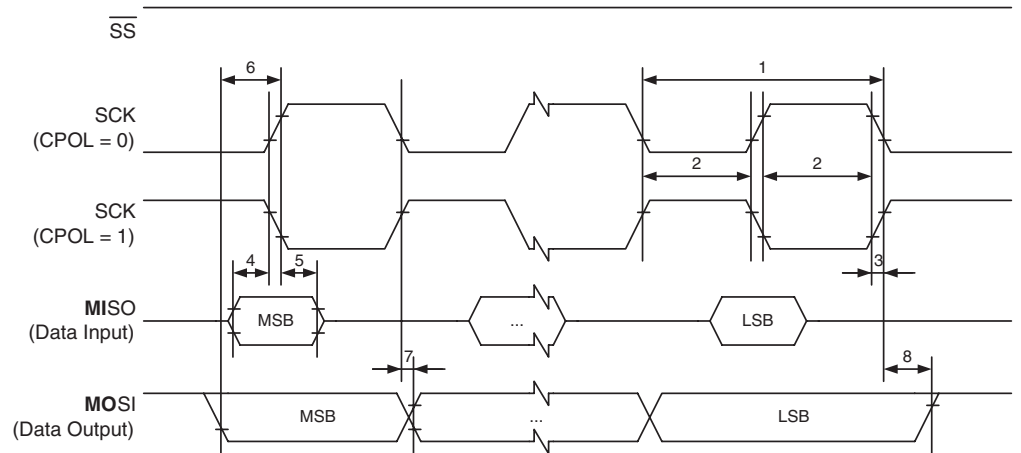 SS
6
1
SCK
(CPOL = 0)
2
2
SCK
(CPOL = 1)
4
5
3
MISO
(Data Input)
MSB
...
LSB
7
8
MOSI
(Data Output)
MSB
...
LSB